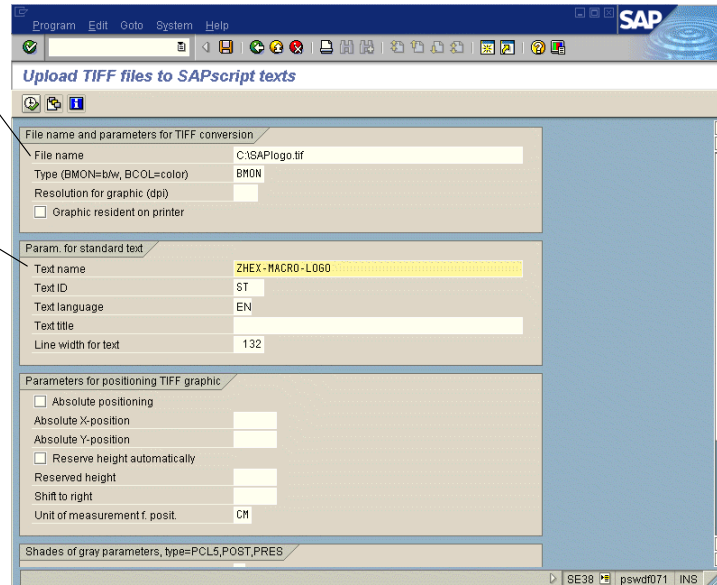 Program Edit Goto System Help
SAP
Upload TIFF files to SAPscript texts
File name and parameters for TIFF conversion
File name C:\SAPlogo.tif
Type (BMON=b/w, BCOL=color) BMON
Resolution for graphic (dpi)
Graphic resident on printer
Param. for standard text
Text name ZHEX-MACRO-LOGO
Text ID ST
Text language EN
Text title
Line width for text 132
Parameters for positioning TIFF graphic
Absolute positioning
Absolute X-position
Absolute Y-position
Reserve height automatically
Reserved height
Shift to right
Unit of measurement f. posit. CM
Shades of gray parameters, type=PCL5,POST,PRES
SE38 pswdf071 INS